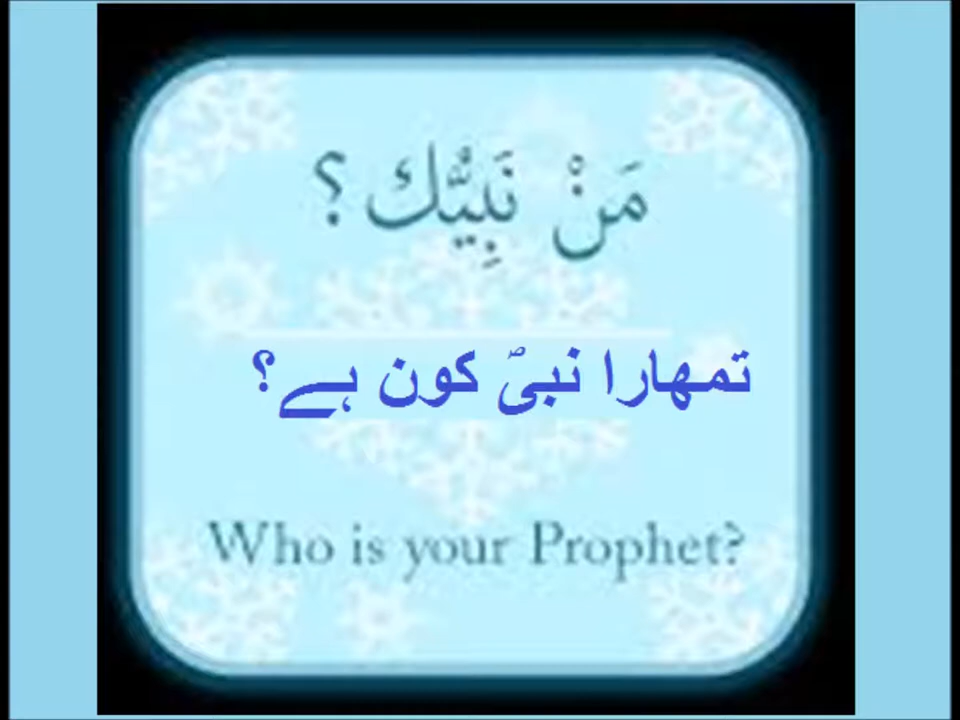 مَنْ نَبِيُّك ؟
تمھارا نبیؐ کون ہے؟
Who is your Prophet?